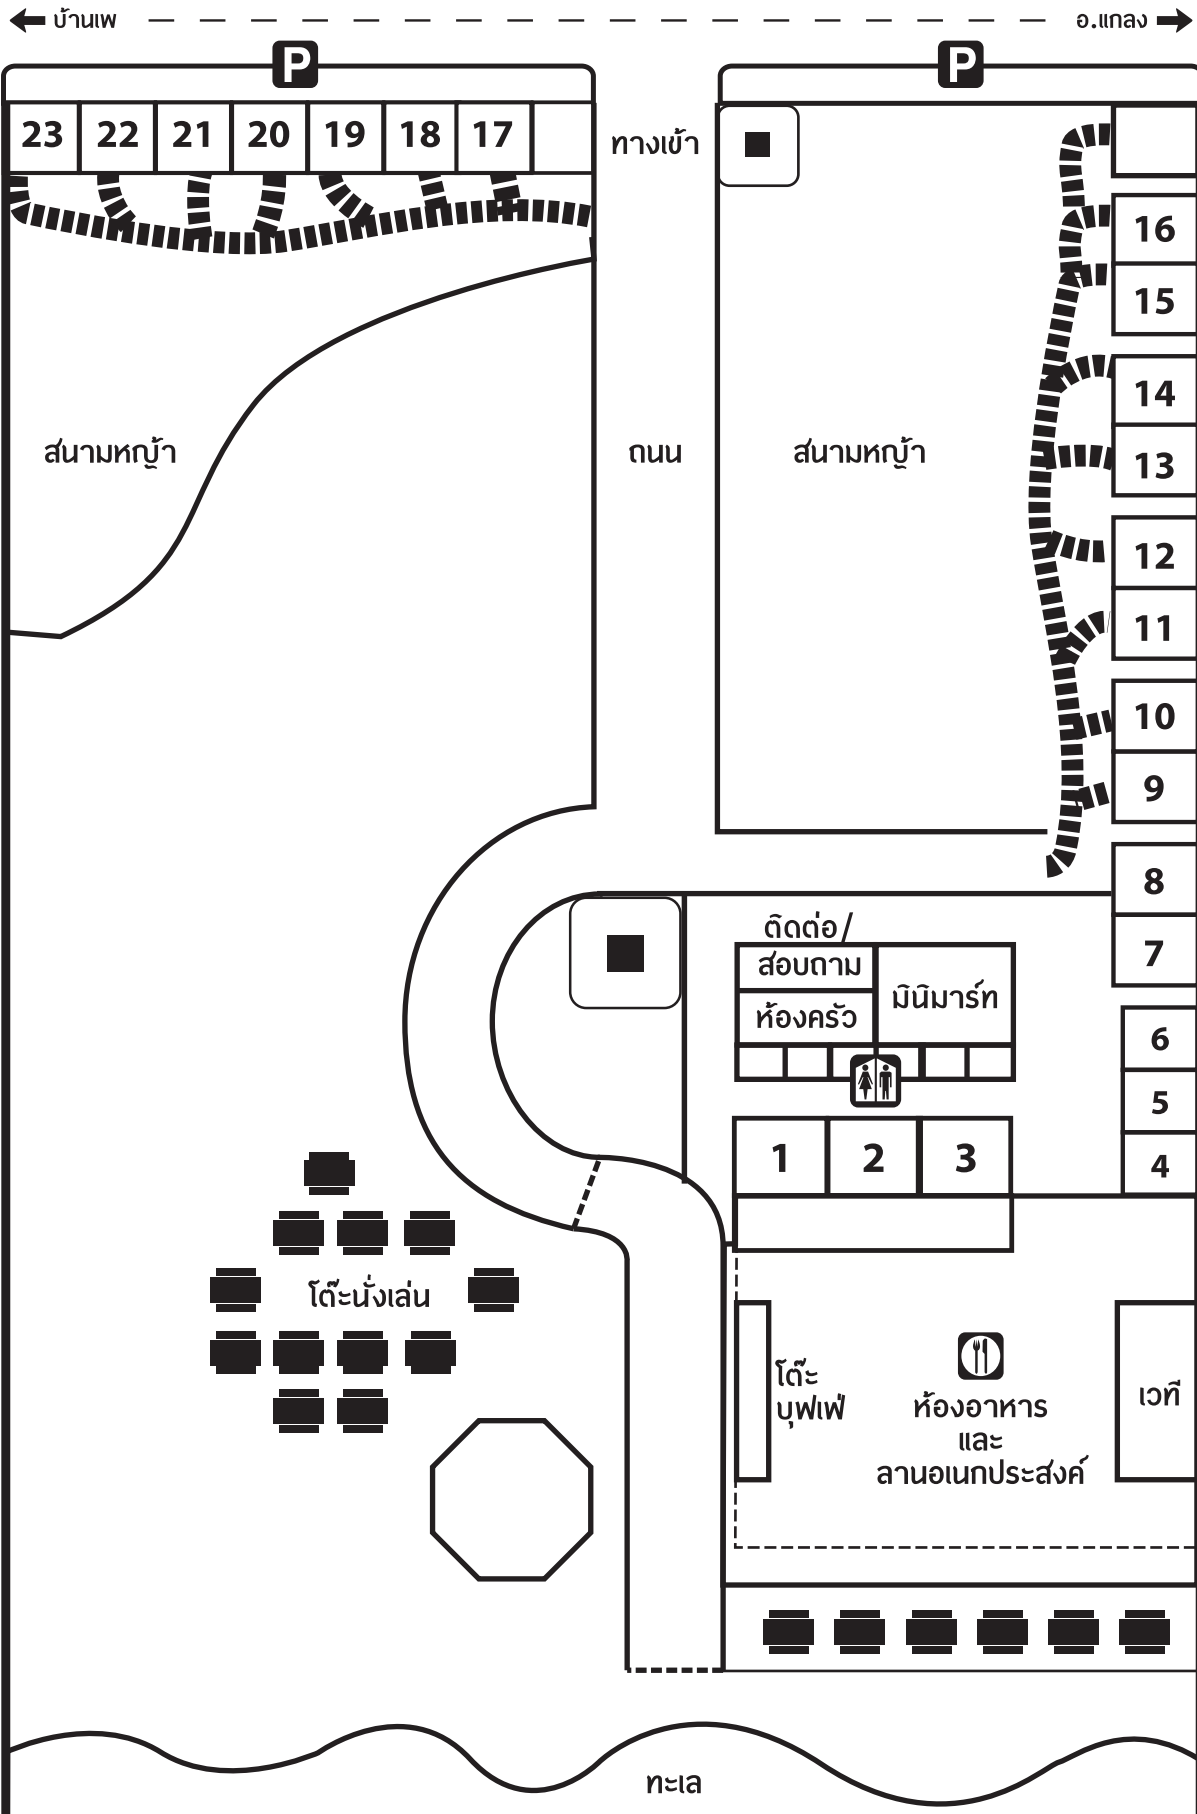 บ้านเพ
อ.แกลง
P
P
23 22 21 20 19 18 17
ทางเข้า
16
15
14
13
12
11
10
9
8
7
6
5
4
สนามหญ้า
ถนน
สนามหญ้า
ติดต่อ/
สอบถาม
ห้องครัว
มินิมาร์ท
1 2 3
โต๊ะนั่งเล่น
โต๊ะ
บุฟเฟ่
ห้องอาหาร
และ
ลานอเนกประสงค์
เวที
ทะเล